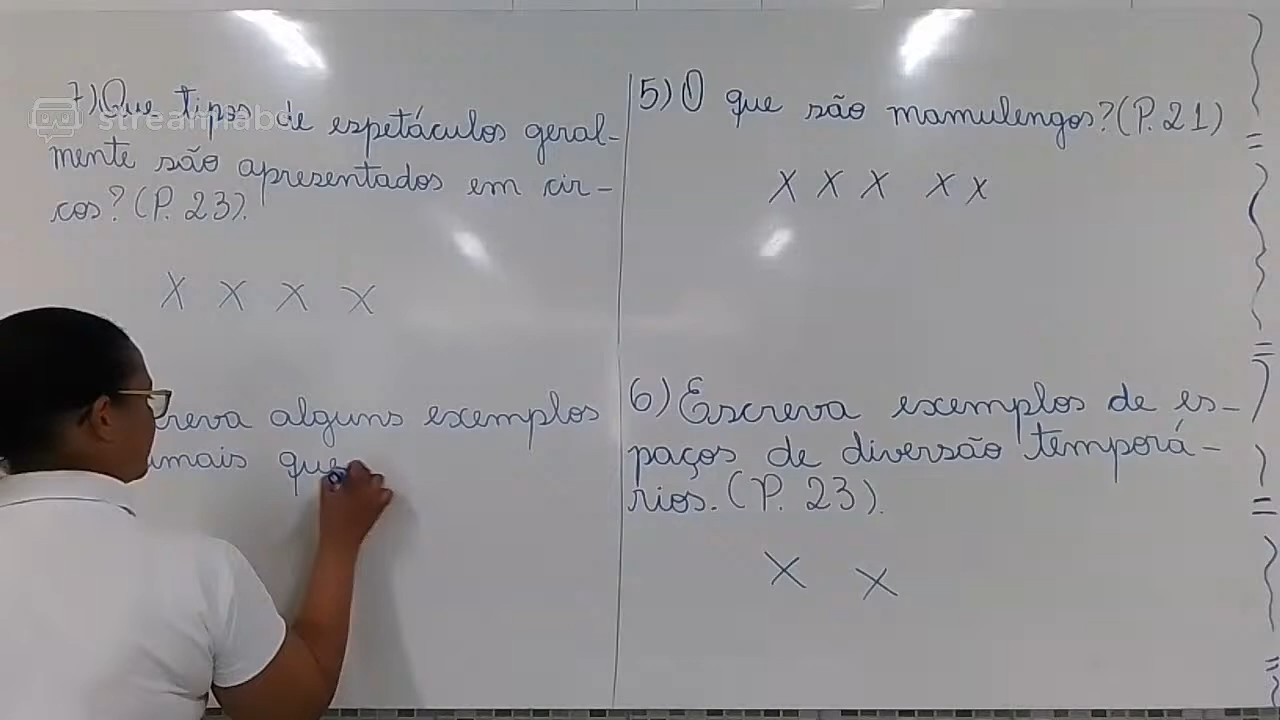 7) Que tipos de espetáculos geral-
mente são apresentados em cir-
cos? (P. 23).
X X X X
creva alguns exemplos
imais que
5) O que são mamulengos? (P. 21)
X X X X X
6) Escreva exemplos de es-
paços de diversão temporá-
rios. (P. 23).
X X
streamlabs